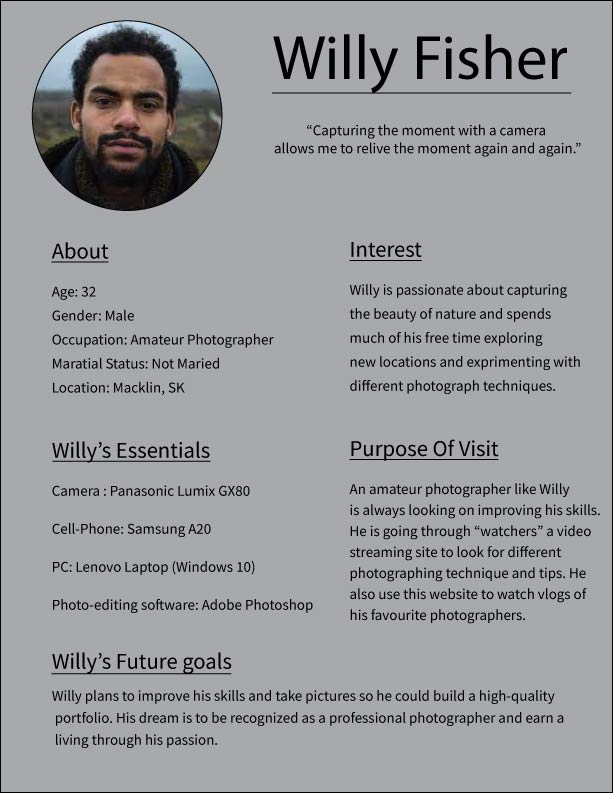 Willy Fisher
“Capturing the moment with a camera
allows me to relive the moment again and again.”
About
Age: 32
Gender: Male
Occupation: Amateur Photographer
Maratial Status: Not Maried
Location: Macklin, SK
Interest
Willy is passionate about capturing
the beauty of nature and spends
much of his free time exploring
new locations and exprimenting with
different photograph techniques.
Willy’s Essentials
Camera : Panasonic Lumix GX80
Cell-Phone: Samsung A20
PC: Lenovo Laptop (Windows 10)
Photo-editing software: Adobe Photoshop
Purpose Of Visit
An amateur photographer like Willy
is always looking on improving his skills.
He is going through “watchers” a video
streaming site to look for different
photographing technique and tips. He
also use this website to watch vlogs of
his favourite photographers.
Willy’s Future goals
Willy plans to improve his skills and take pictures so he could build a high-quality
portfolio. His dream is to be recognized as a professional photographer and earn a
living through his passion.